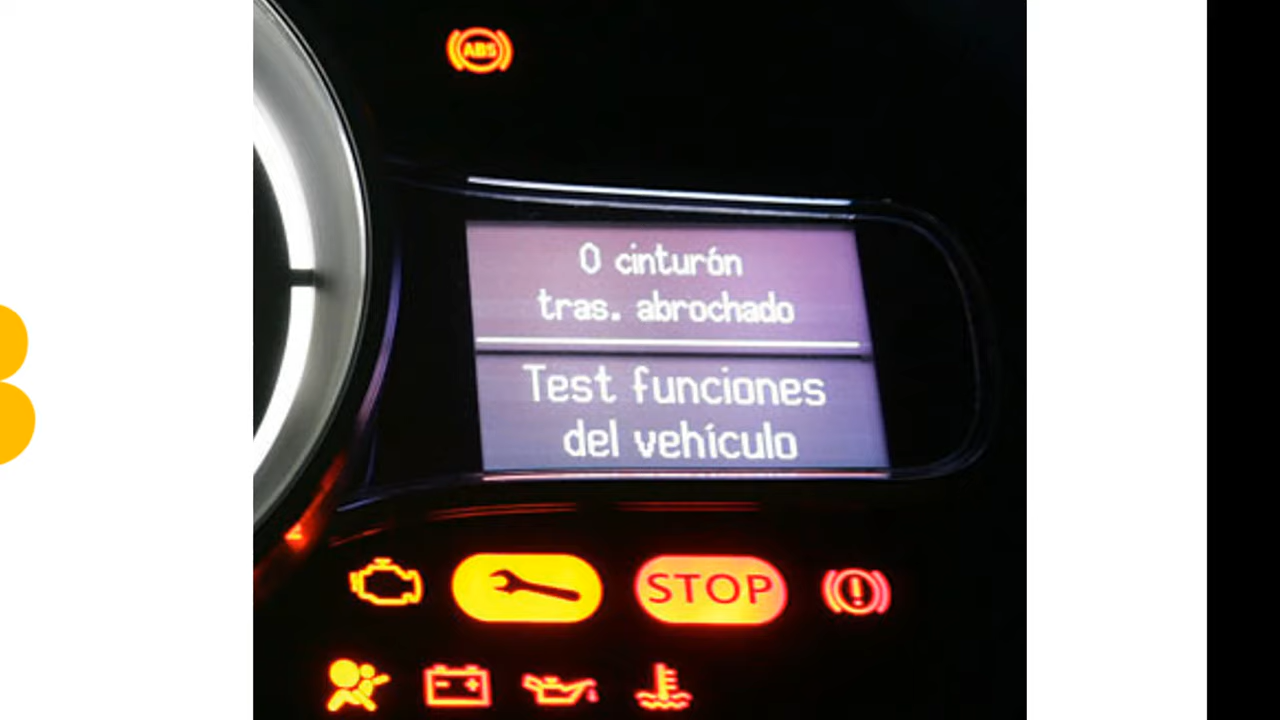 ABS
0 cinturón
tras. abrochado
Test funciones
del vehículo
STOP